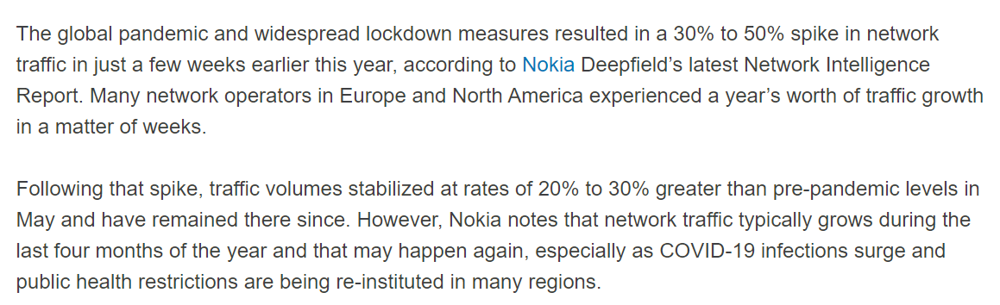 The global pandemic and widespread lockdown measures resulted in a 30% to 50% spike in network
traffic in just a few weeks earlier this year, according to Nokia Deepfield’s latest Network Intelligence
Report. Many network operators in Europe and North America experienced a year’s worth of traffic growth
in a matter of weeks.
Following that spike, traffic volumes stabilized at rates of 20% to 30% greater than pre-pandemic levels in
May and have remained there since. However, Nokia notes that network traffic typically grows during the
last four months of the year and that may happen again, especially as COVID-19 infections surge and
public health restrictions are being re-instituted in many regions.